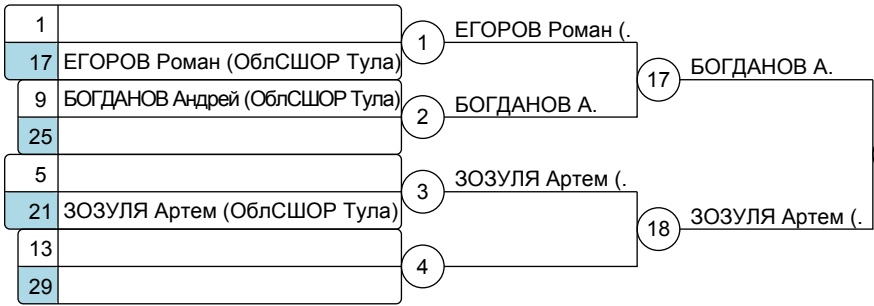 1
17 ЕГОРОВ Роман (ОблСШОР Тула)
1 ЕГОРОВ Роман (.
9 БОГДАНОВ Андрей (ОблСШОР Тула)
25
2 БОГДАНОВ А.
17 БОГДАНОВ А.
5
21 ЗОЗУЛЯ Артем (ОблСШОР Тула)
3 ЗОЗУЛЯ Артем (.
13
29
4
18 ЗОЗУЛЯ Артем (.